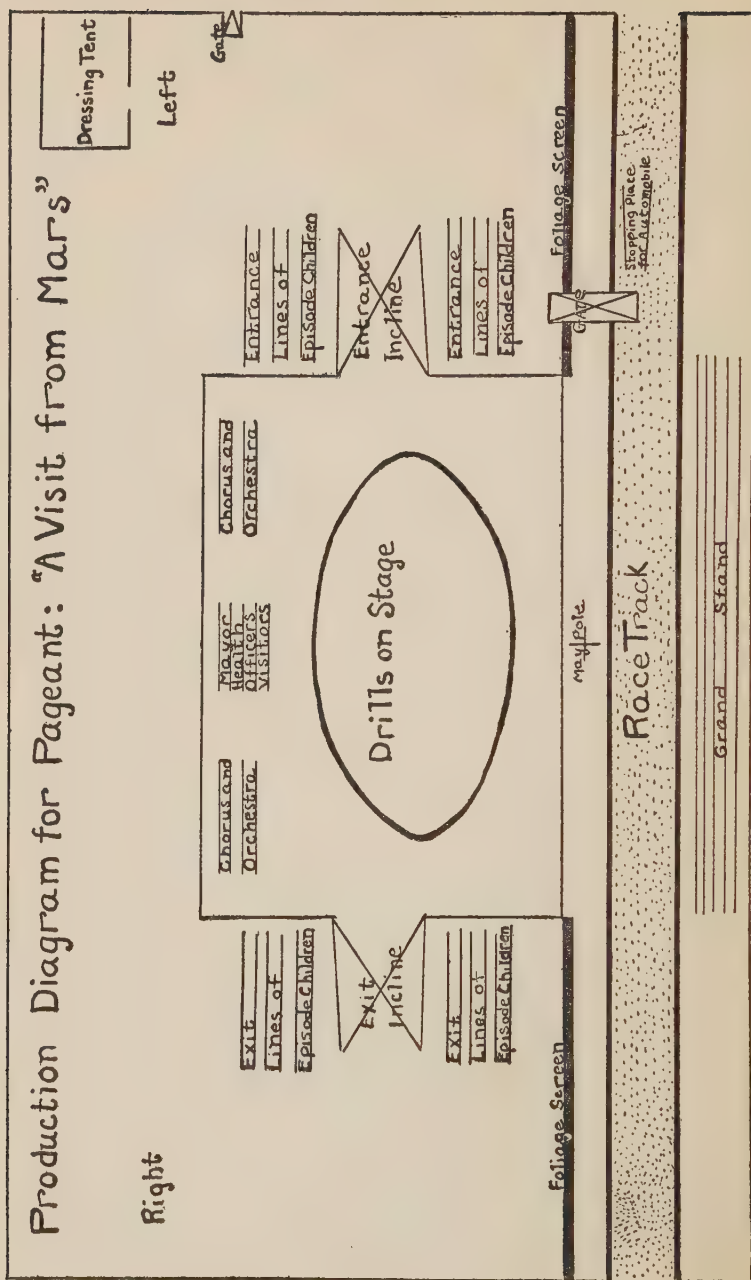 Production Diagram for Pageant: "A Visit from Mars"
Dressing Tent
Right
Left
Gate
Chorus and
Orchestra
Mayor
Health
Officers
Visitors
Chorus and
Orchestra
Exit
Lines of
Episode Children
Entrance
Lines of
Episode Children
Exit
Incline
Drills on Stage
Entrance
Incline
Exit
Lines of
Episode Children
Entrance
Lines of
Episode Children
Foliage Screen
Foliage Screen
May Pole
Gate
Race Track
Stopping Place
for Automobile
Grand Stand